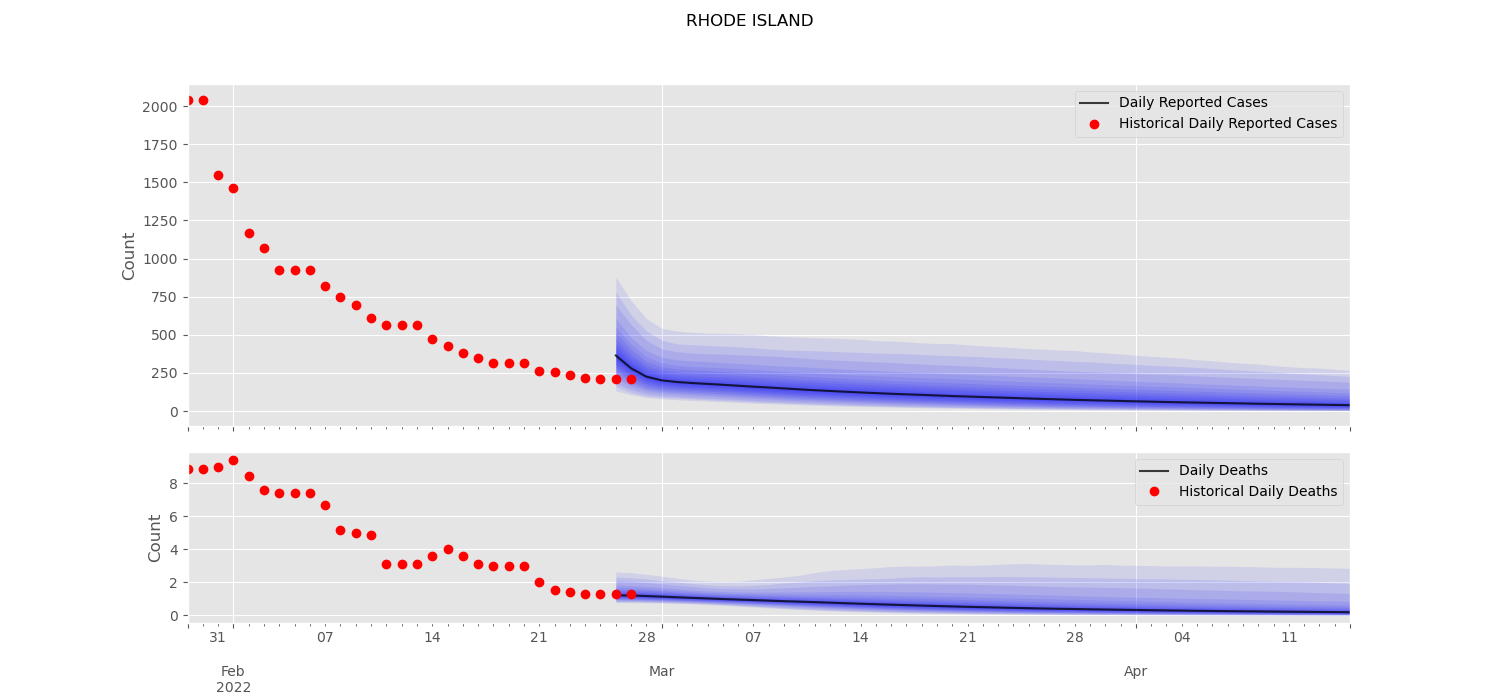 RHODE ISLAND
Daily Reported Cases
Historical Daily Reported Cases
2000
1750
1500
1250
1000
750
500
250
0
Count
Daily Deaths
Historical Daily Deaths
8
6
4
2
0
Count
31 07 14 21 28 07 14 21 28 04 11
Feb Mar Apr
2022